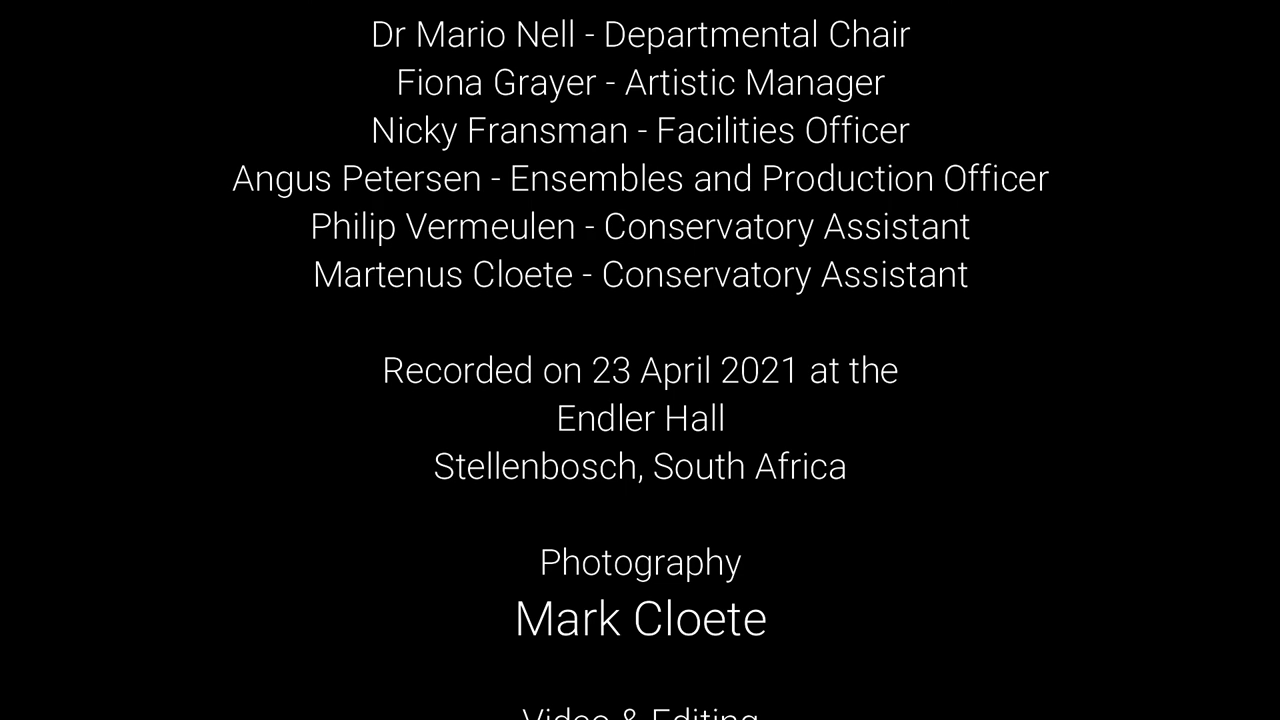 Dr Mario Nell - Departmental Chair
Fiona Grayer - Artistic Manager
Nicky Fransman - Facilities Officer
Angus Petersen - Ensembles and Production Officer
Philip Vermeulen - Conservatory Assistant
Martenus Cloete - Conservatory Assistant
Recorded on 23 April 2021 at the
Endler Hall
Stellenbosch, South Africa
Photography
Mark Cloete
Video & Editing